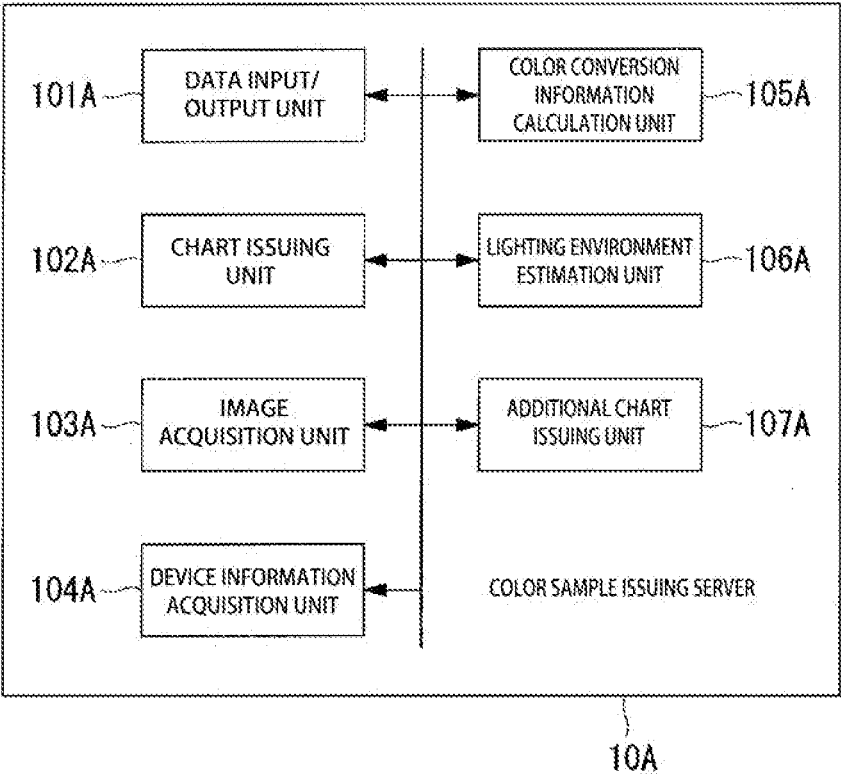 101A
DATA INPUT/
OUTPUT UNIT
COLOR CONVERSION
INFORMATION
CALCULATION UNIT
105A
102A
CHART ISSUING
UNIT
LIGHTING ENVIRONMENT
ESTIMATION UNIT
106A
103A
IMAGE
ACQUISITION UNIT
ADDITIONAL CHART
ISSUING UNIT
107A
104A
DEVICE INFORMATION
ACQUISITION UNIT
COLOR SAMPLE ISSUING SERVER
10A